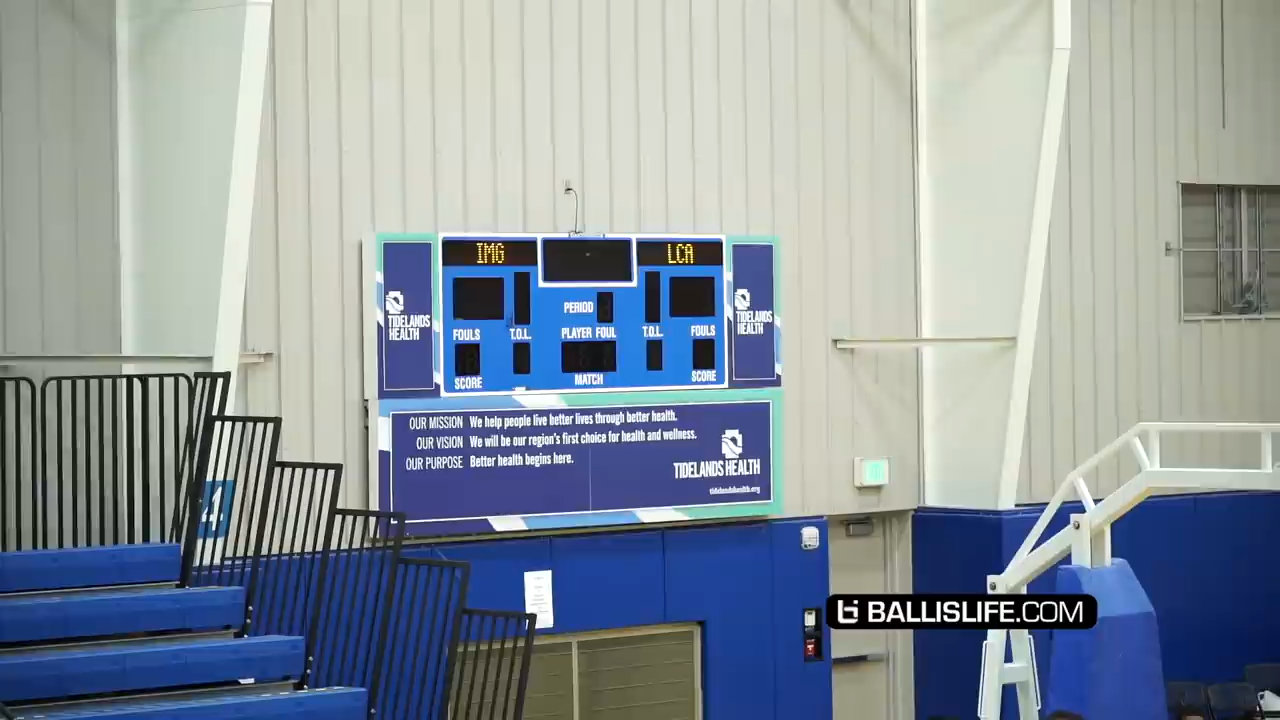 IMG
LCA
TIDELANDS
HEALTH
PERIOD
TIDELANDS
HEALTH
FOULS T.O.L. PLAYER FOUL T.O.L. FOULS
SCORE MATCH SCORE
OUR MISSION We help people live better lives through better health.
OUR VISION We will be our region's first choice for health and wellness.
OUR PURPOSE Better health begins here.
TIDELANDS HEALTH
tidelandshealth.org
4
BALLISLIFE.COM